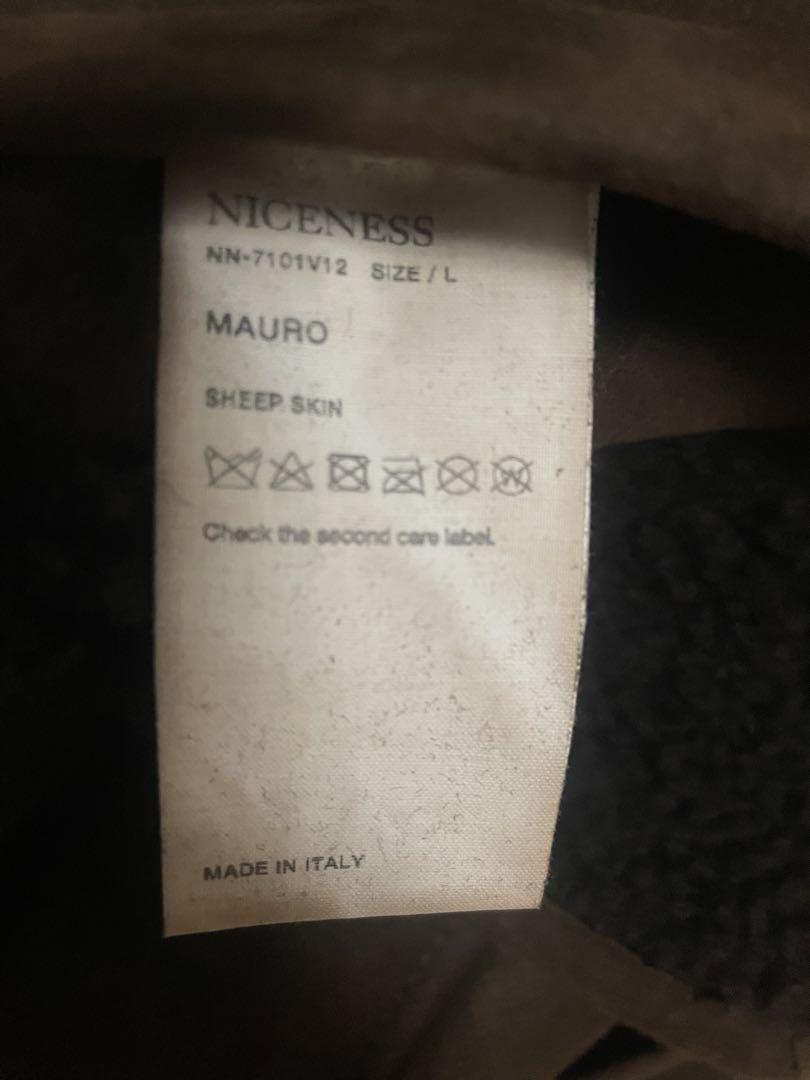 NICENESS
NN-7101V12 SIZE / L
MAURO
SHEEP SKIN
W
Check the second care label.
MADE IN ITALY